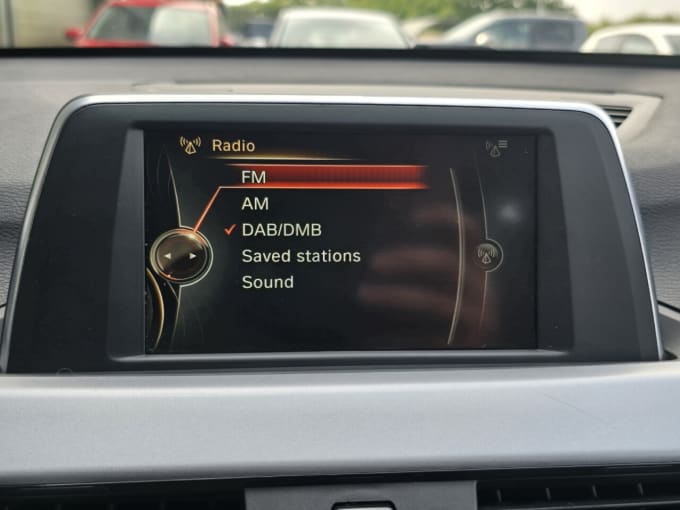 Radio
FM
AM
DAB/DMB
Saved stations
Sound